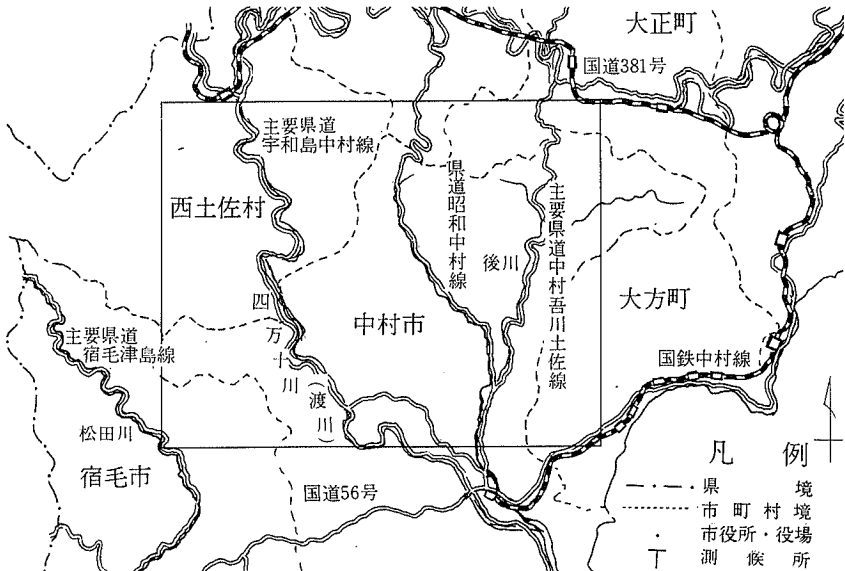 大正町
国道381号
主要県道
宇和島中村線
西土佐村
県道昭和中村線
主要県道中村吾川土佐線
後川
四万十川(渡川)
中村市
大方町
主要県道
宿毛津島線
国鉄中村線
松田川
宿毛市
国道56号
凡例
県境
市町村境
市役所・役場
測候所